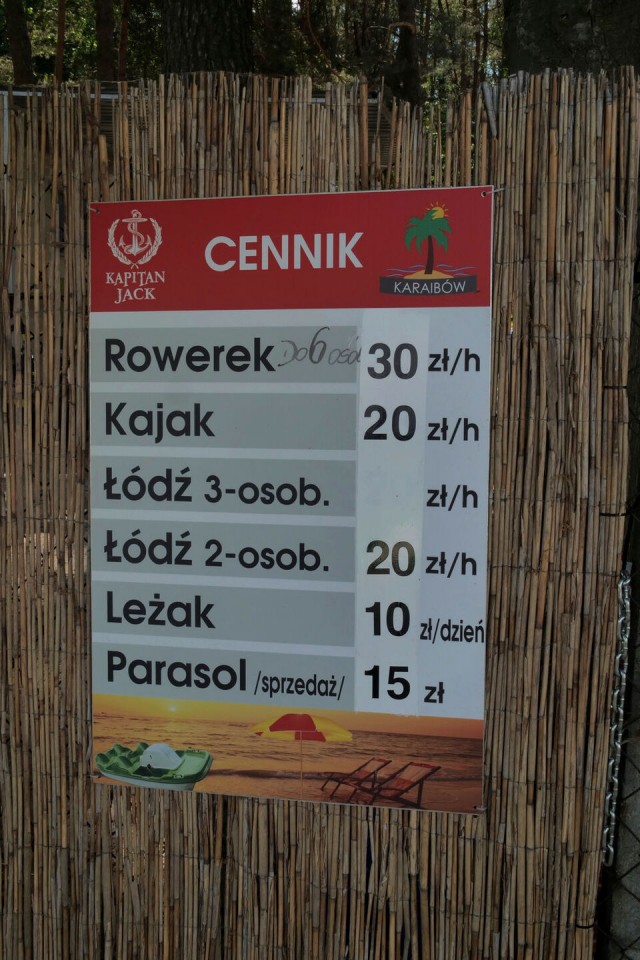 KAPITAN
JACK
CENNIK
KARAIBÓW
Rowerek Do 6 osób 30 zł/h
Kajak 20 zł/h
Łódź 3-osob. zł/h
Łódź 2-osob. 20 zł/h
Leżak 10 zł/dzień
Parasol /sprzedaż/ 15 zł